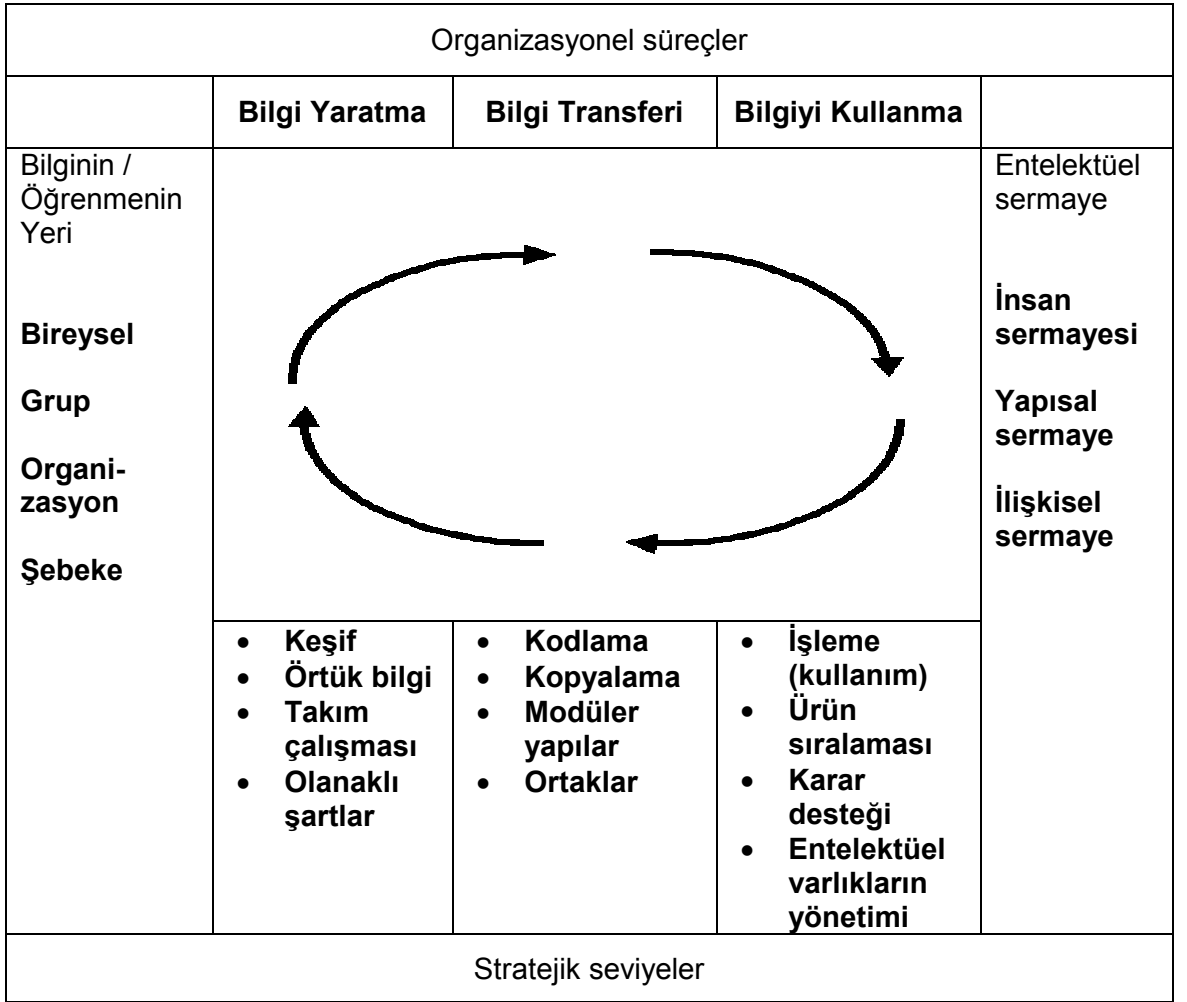 Organizasyonel süreçler
Bilgi Yaratma
Bilgi Transferi
Bilgiyi Kullanma
Bilginin /
Öğrenmenin
Yeri
Bireysel
Grup
Organi-
zasyon
Şebeke
Entelektüel
sermaye
İnsan
sermayesi
Yapısal
sermaye
İlişkisel
sermaye
• Keşif
• Örtük bilgi
• Takım
çalışması
• Olanaklı
şartlar
• Kodlama
• Kopyalama
• Modüler
yapılar
• Ortaklar
• İşleme
(kullanım)
• Ürün
sıralaması
• Karar
desteği
• Entelektüel
varlıkların
yönetimi
Stratejik seviyeler